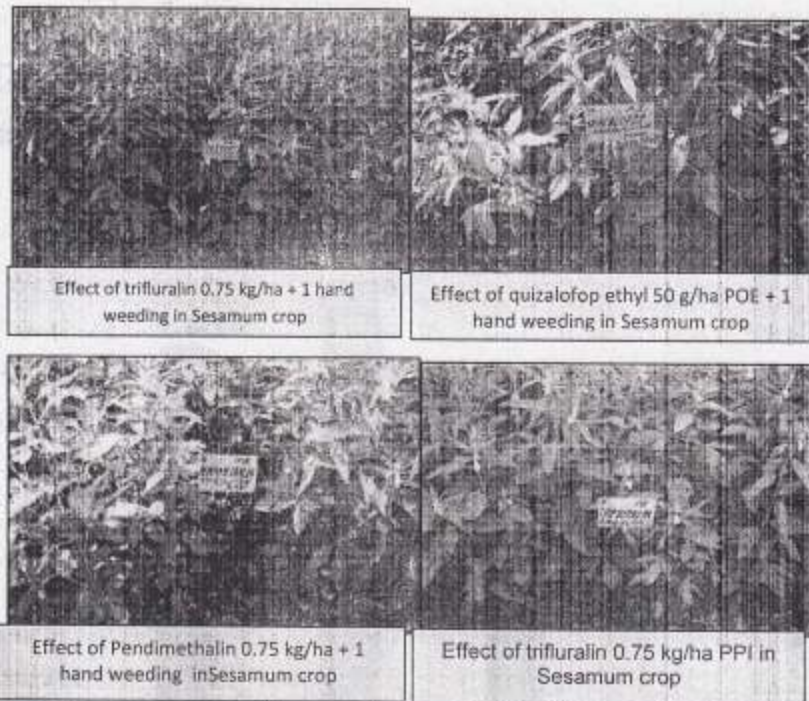 Effect of trifluralin 0.75 kg/ha + 1 hand
weeding in Sesamum crop
Effect of quizalofop ethyl 50 g/ha POE + 1
hand weeding in Sesamum crop
Effect of Pendimethalin 0.75 kg/ha + 1
hand weeding inSesamum crop
Effect of trifluralin 0.75 kg/ha PPI in
Sesamum crop